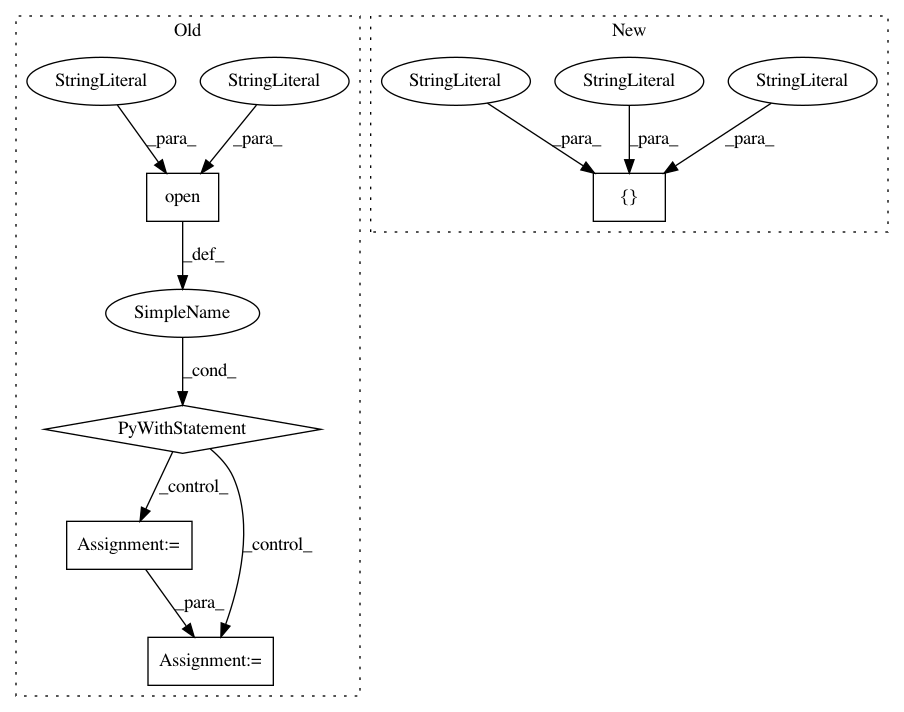 Old
New
StringLiteral
StringLiteral
StringLiteral
StringLiteral
StringLiteral
_para_
_para_
_para_
_para_
_para_
open
{}
_def_
SimpleName
_cond_
PyWithStatement
_control_
_control_
Assignment:=
_para_
Assignment:=